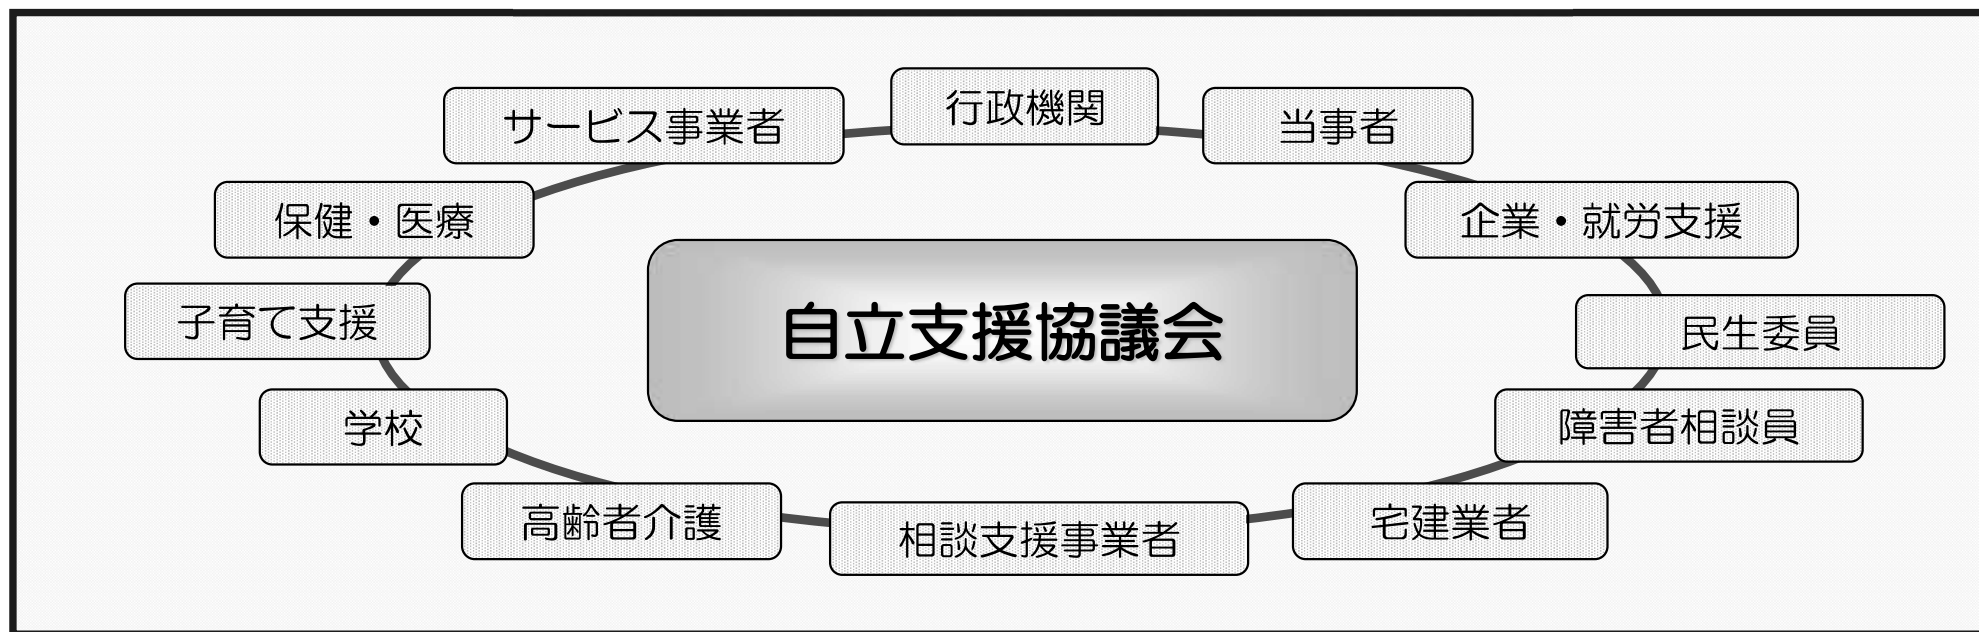 行政機関
サービス事業者
当事者
保健・医療
企業・就労支援
子育て支援
自立支援協議会
民生委員
学校
障害者相談員
高齢者介護
相談支援事業者
宅建業者